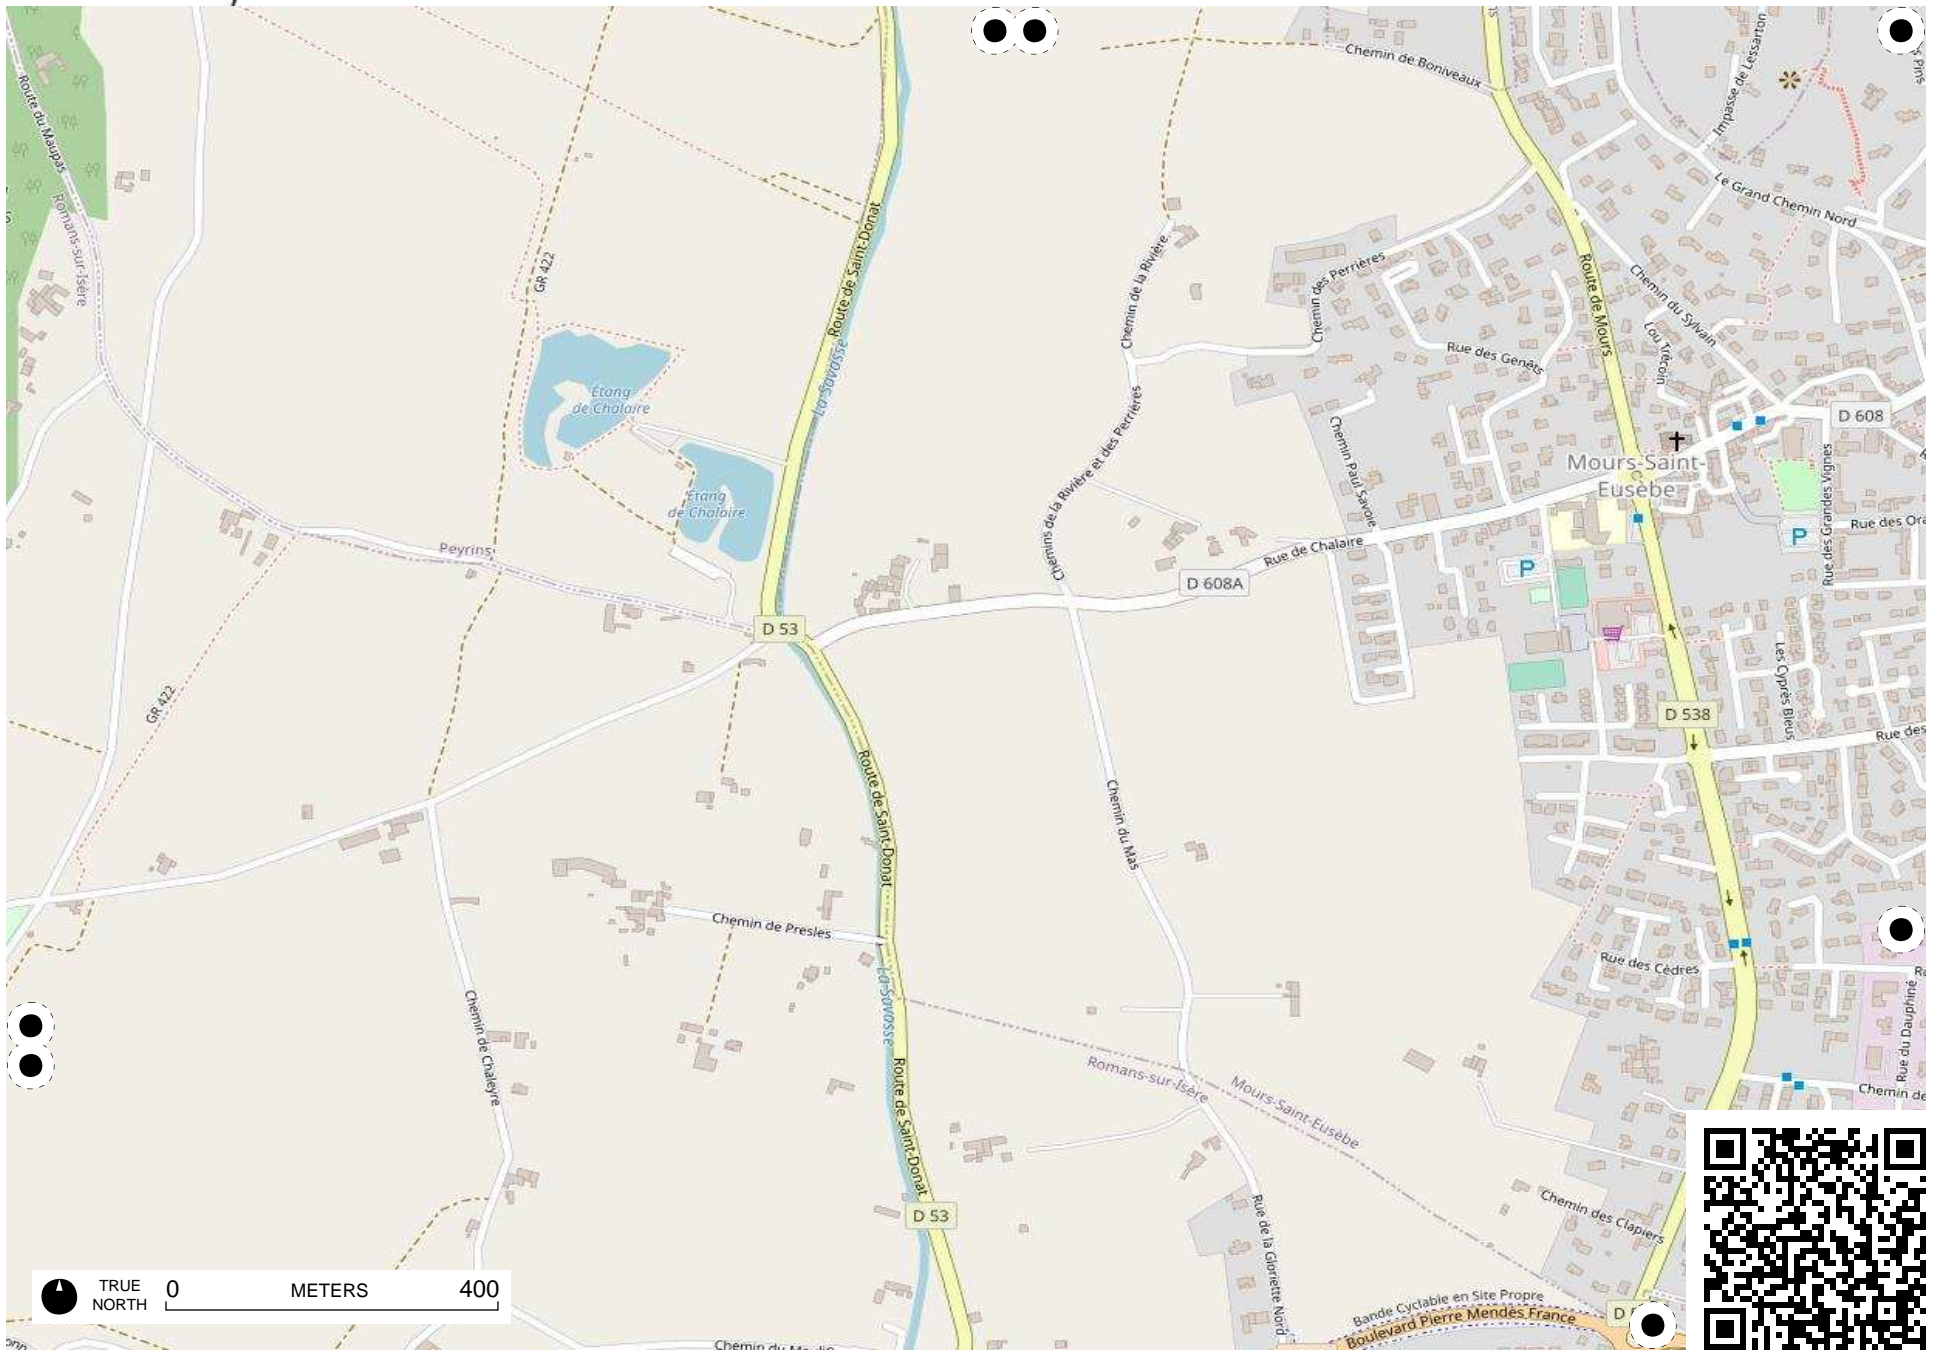 Chemin de Boniveaux
Impasse de Lessarton
s Pins
Route du Maupas
Romans-sur-Isère
Le Grand Chemin Nord
Route de Saint-Donat
GR 422
Chemin de la Rivière
Chemin des Perrières
Route de Mours
Chemin du Sylvain
Lou Trécoin
Rue des Genêts
La Savasse
Étang
de Chalaire
Chemins de la Rivière et des Perrières
D 608
Chemin Paul Savoie
Mours-Saint-
Eusèbe
Rue des Grandes Vignes
Étang
de Chalaire
Rue des Ora
P
Peyrins
Rue de Chalaire
P
D 608A
D 53
GR 422
Les Cyprès Bleus
D 538
Rue des
Route de Saint-Donat
Chemin du Mas
Chemin de Presles
Rue des Cèdres
La Savasse
Chemin de Chaleyre
Rue du Dauphiné
Romans-sur-Isère
Mours-Saint-Eusèbe
Chemin de
Route de Saint-Donat
D 53
Chemin des Clapiers
Rue de la Gloriette Nord
TRUE
NORTH
0 METERS 400
Bande Cyclable en Site Propre
Boulevard Pierre Mendès France